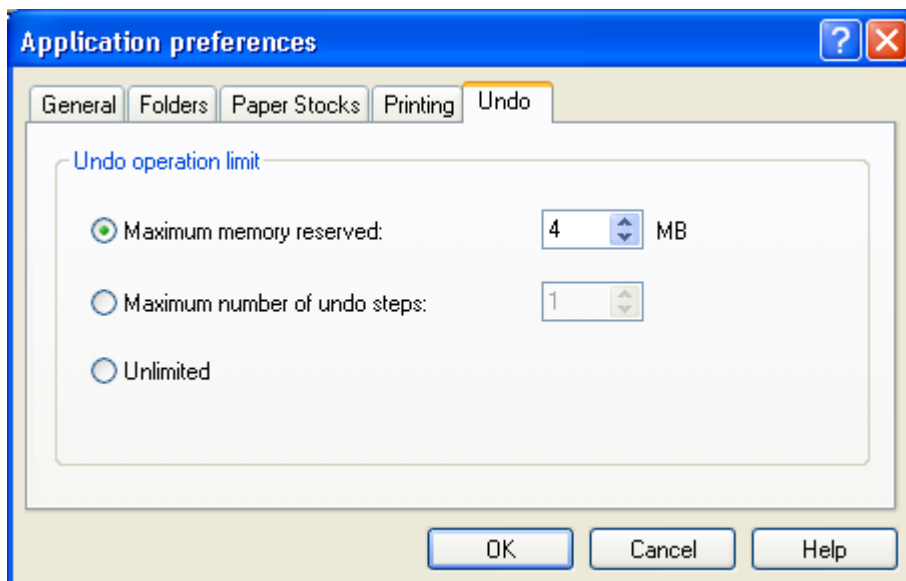 Application preferences
General Folders Paper Stocks Printing Undo
Undo operation limit
Maximum memory reserved: 4 MB
Maximum number of undo steps: 1
Unlimited
OK Cancel Help